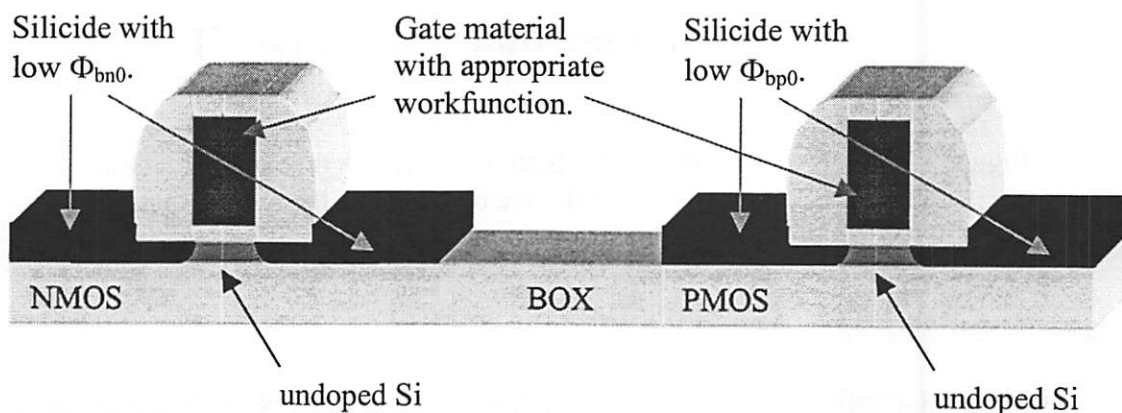 Silicide with
low Φbn0.
Gate material
with appropriate
workfunction.
Silicide with
low Φbp0.
NMOS
BOX
PMOS
undoped Si
undoped Si